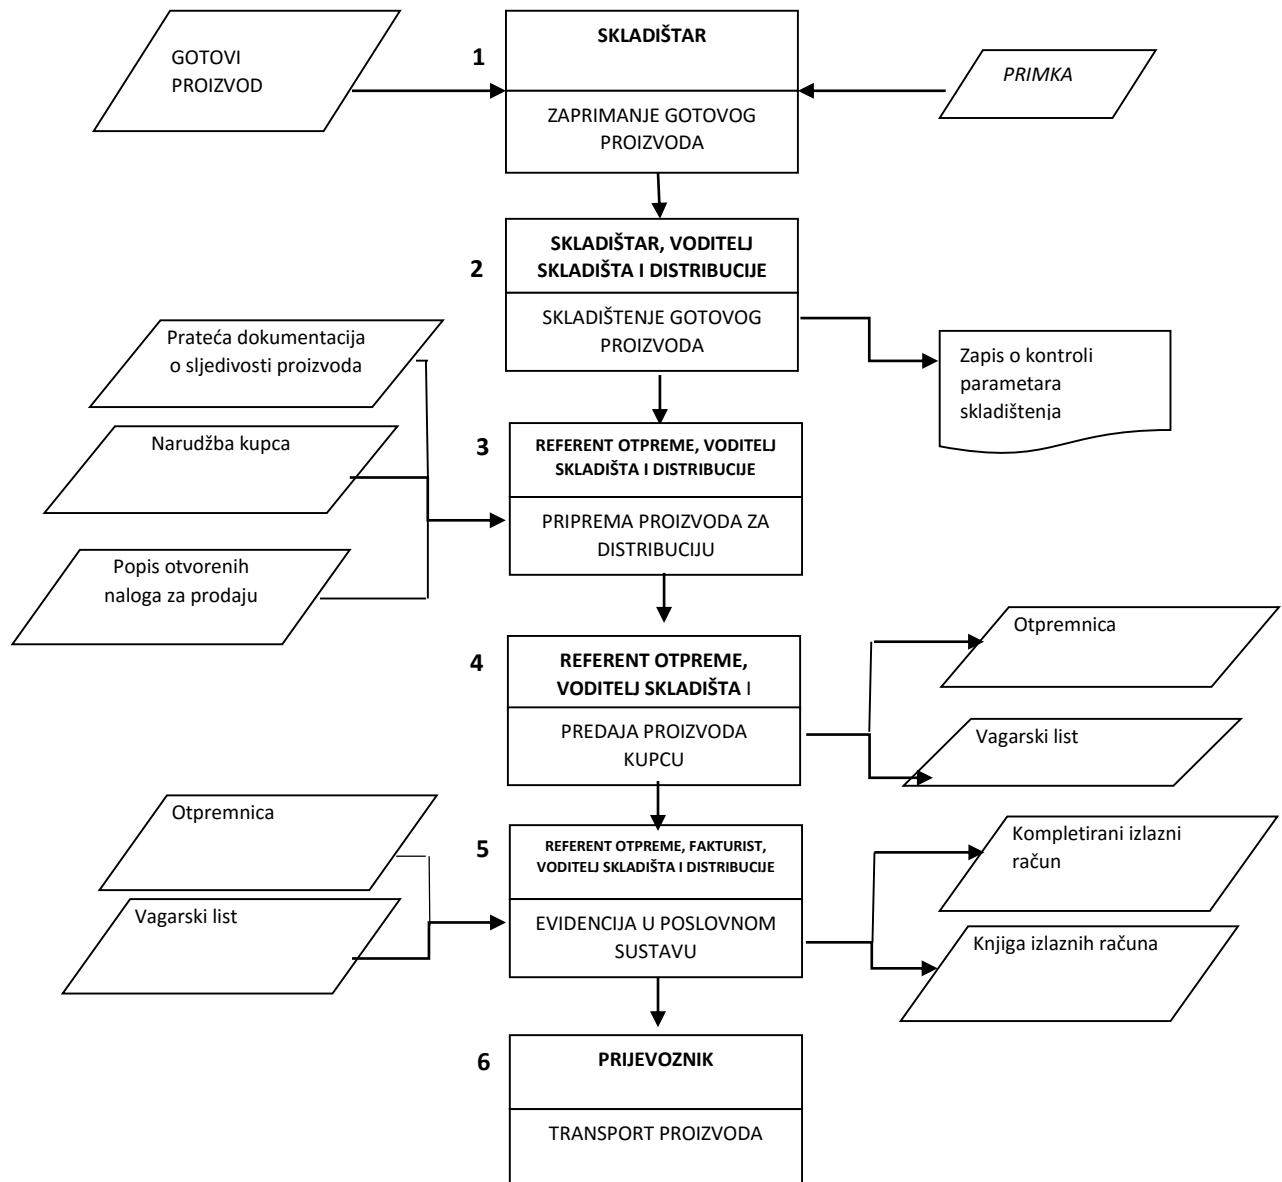 GOTOVI
PROIZVOD
1
SKLADIŠTAR
ZAPRIMANJE GOTOVOG
PROIZVODA
PRIMKA
2
SKLADIŠTAR, VODITELJ
SKLADIŠTA I DISTRIBUCIJE
SKLADIŠTENJE GOTOVOG
PROIZVODA
Zapis o kontroli
parametara
skladištenja
Prateća dokumentacija
o sljedivosti proizvoda
Narudžba kupca
Popis otvorenih
naloga za prodaju
3
REFERENT OTPREME, VODITELJ
SKLADIŠTA I DISTRIBUCIJE
PRIPREMA PROIZVODA ZA
DISTRIBUCIJU
4
REFERENT OTPREME,
VODITELJ SKLADIŠTA I
PREDAJA PROIZVODA
KUPCU
Otpremnica
Vagarski list
Otpremnica
Vagarski list
5
REFERENT OTPREME, FAKTURIST,
VODITELJ SKLADIŠTA I DISTRIBUCIJE
EVIDENCIJA U POSLOVNOM
SUSTAVU
Kompletirani izlazni
račun
Knjiga izlaznih računa
6
PRIJEVOZNIK
TRANSPORT PROIZVODA